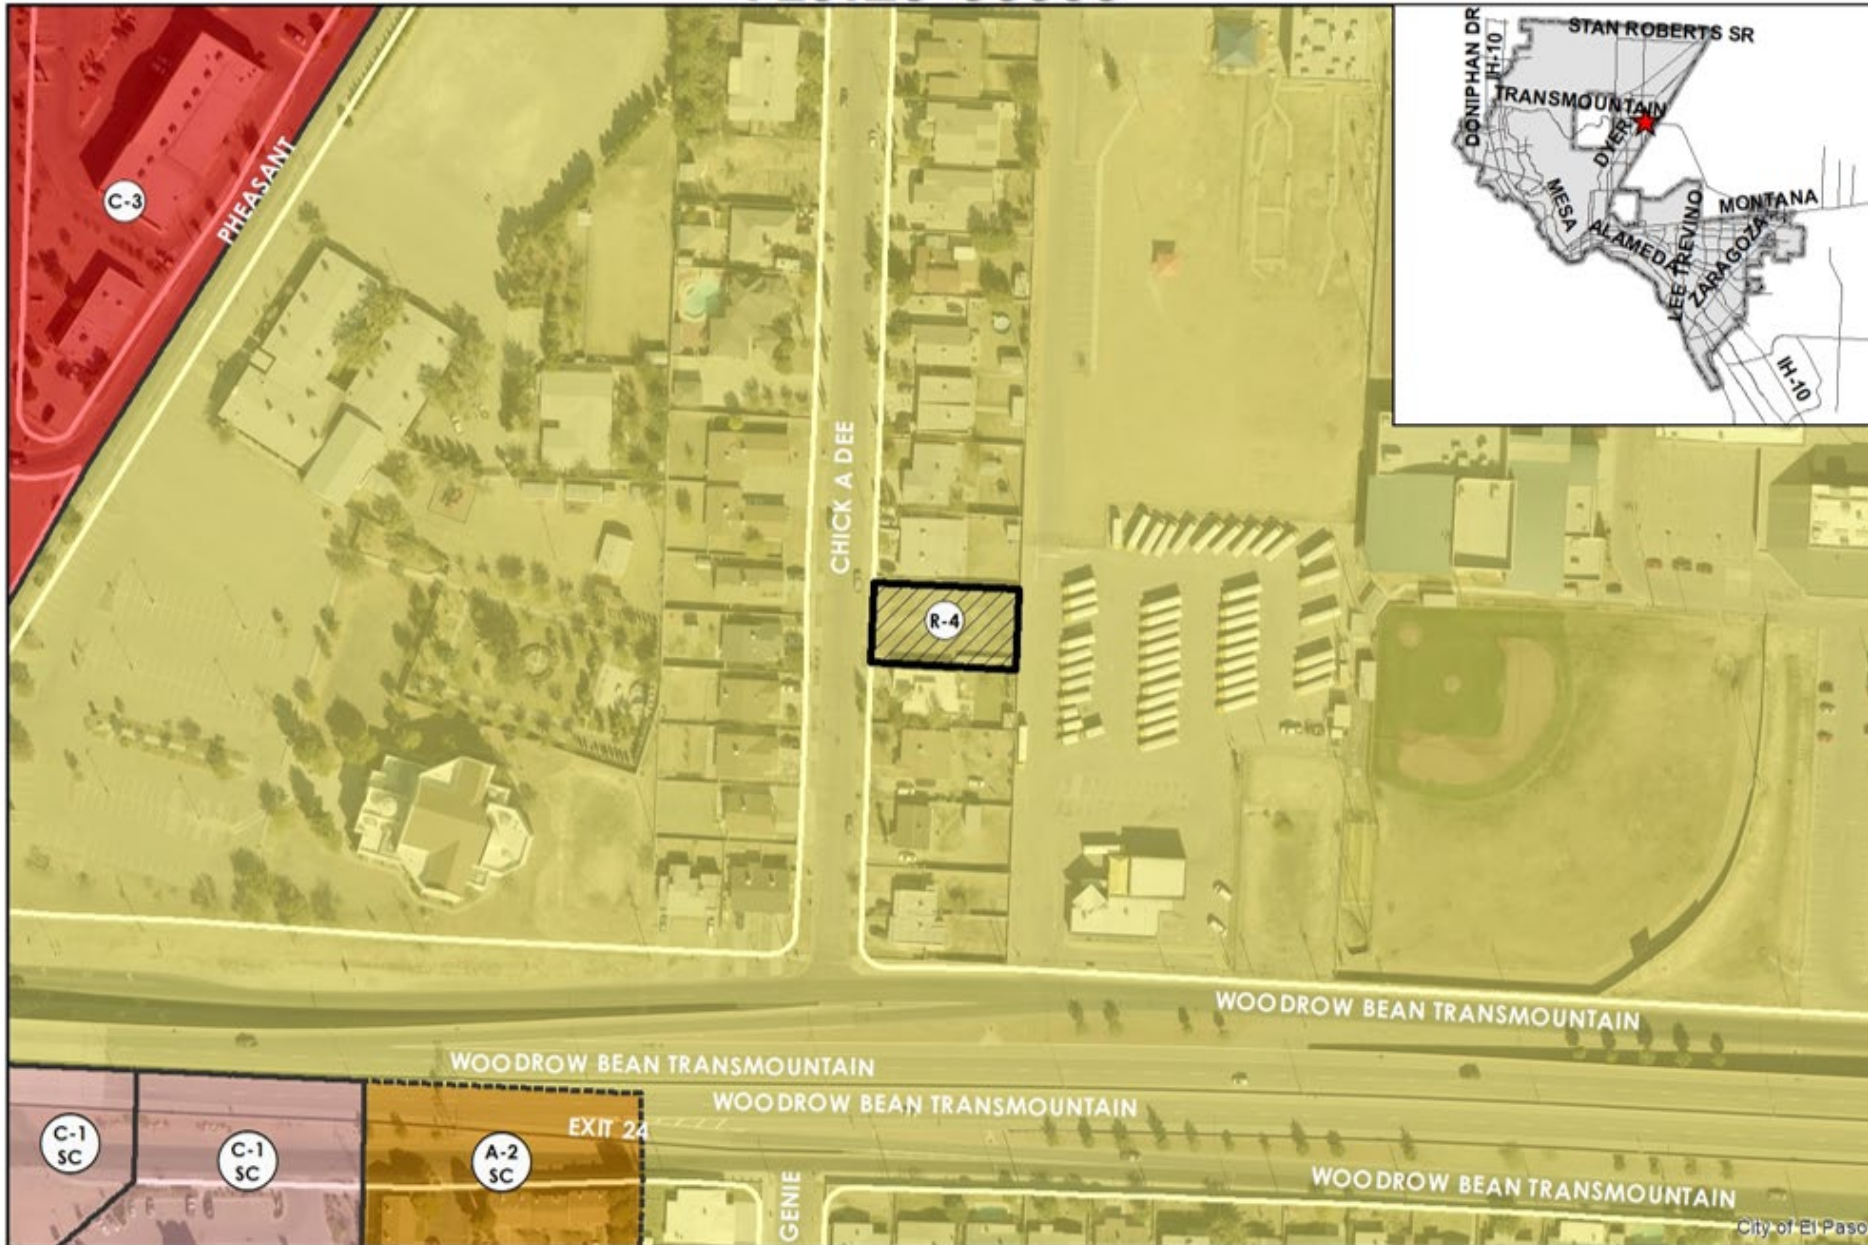 STAN ROBERTS SR
DONIPHAN DR
IH-10
TRANSMOUNTAIN
DYER
MESA
MONTANA
ALAMEDA
LEE TREVINO
ZARAGOZA
IH-10
C-3
PHEASANT
CHICK A DEE
R-4
WOODROW BEAN TRANSMOUNTAIN
WOODROW BEAN TRANSMOUNTAIN
WOODROW BEAN TRANSMOUNTAIN
EXIT 24
C-1
SC
C-1
SC
A-2
SC
GENIE
WOODROW BEAN TRANSMOUNTAIN
City of El Paso